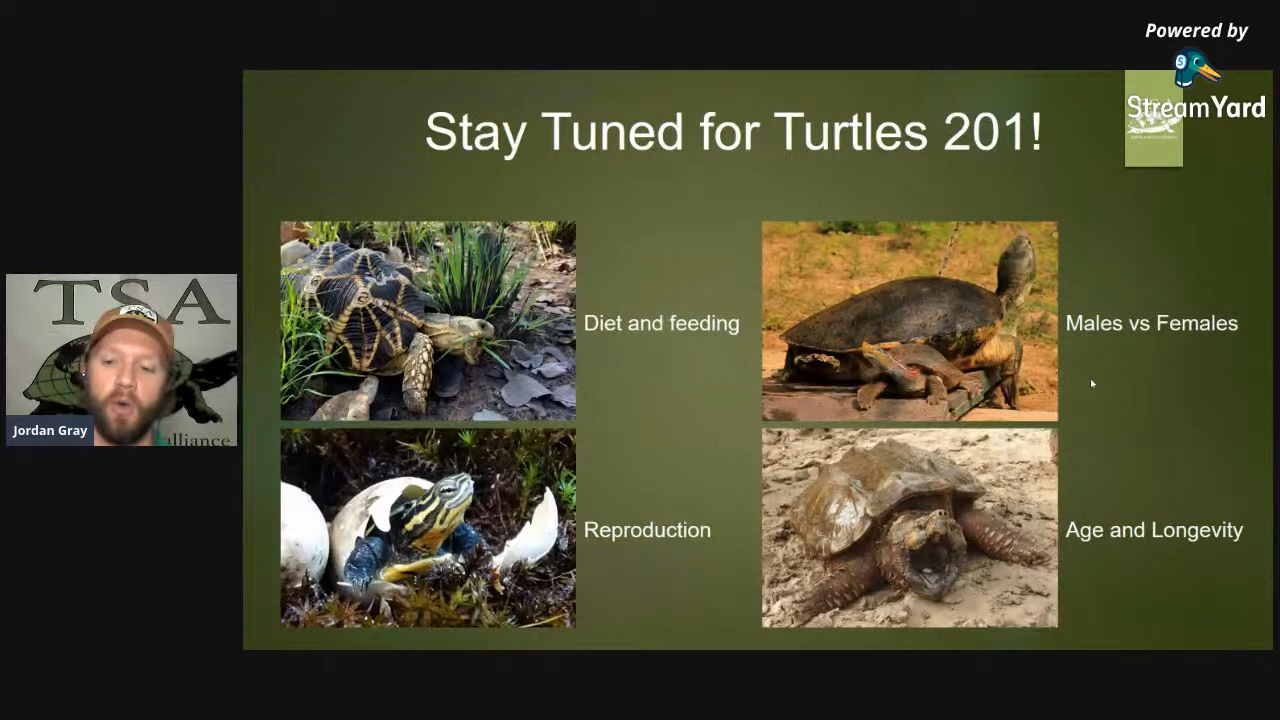 Powered by
StreamYard
Stay Tuned for Turtles 201!
Diet and feeding
Males vs Females
Reproduction
Age and Longevity
TSA
Jordan Gray
alliance